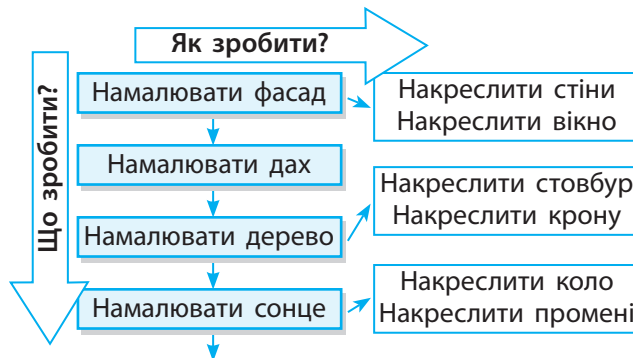 Як зробити?
Що зробити?
Намалювати фасад
Накреслити стіни
Накреслити вікно
Намалювати дах
Намалювати дерево
Накреслити стовбур
Накреслити крону
Намалювати сонце
Накреслити коло
Накреслити промені